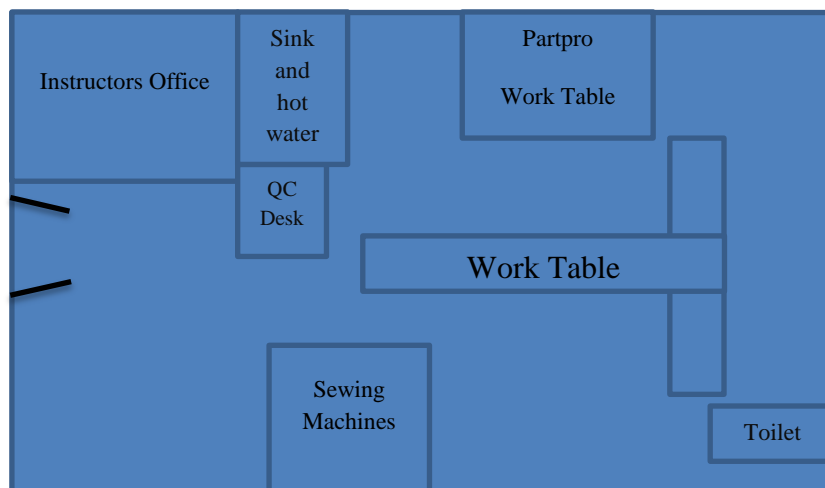 Instructors Office
Sink
and
hot
water
Partpro
Work Table
QC
Desk
Work Table
Sewing
Machines
Toilet